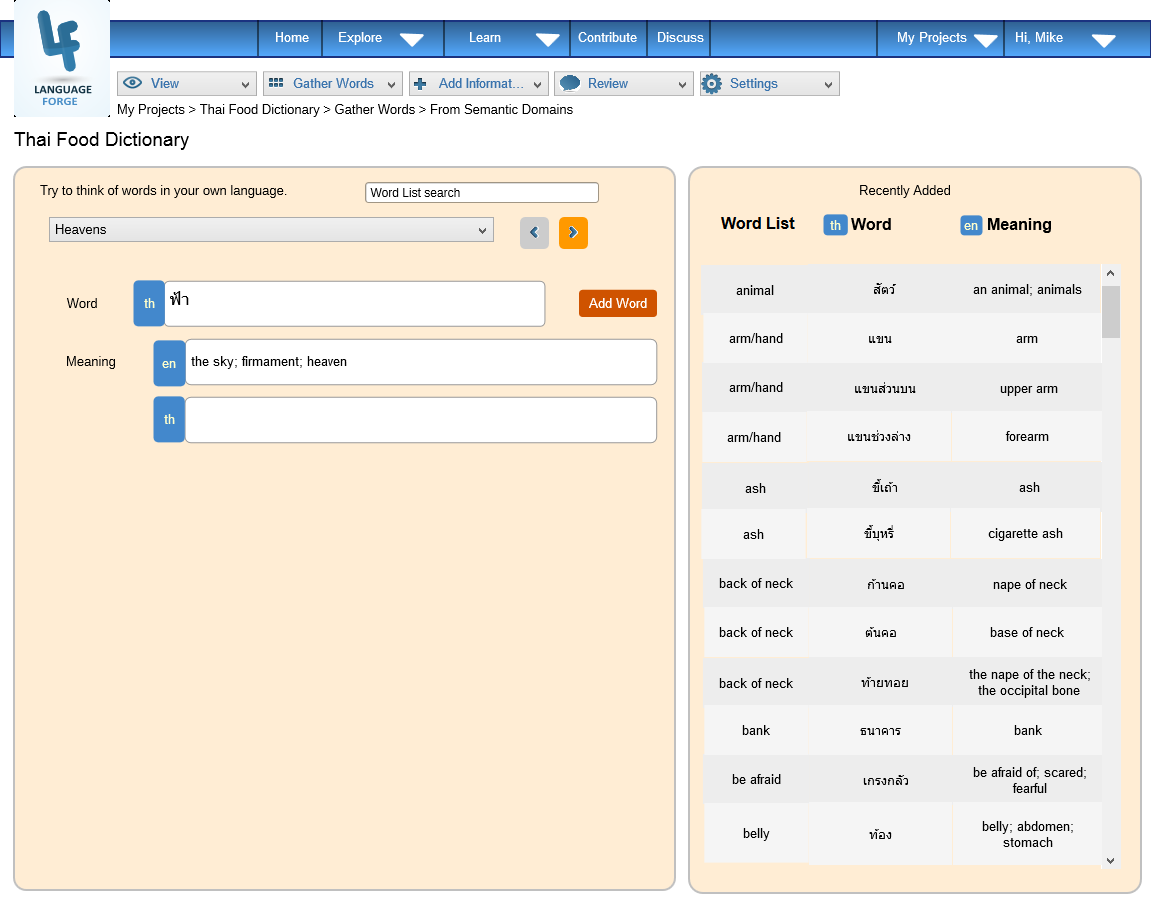 LANGUAGE
FORGE
Home Explore Learn Contribute Discuss My Projects Hi, Mike
View Gather Words Add Informat... Review Settings
My Projects > Thai Food Dictionary > Gather Words > From Semantic Domains
Thai Food Dictionary
Try to think of words in your own language.
Word List search
Heavens
Word th ฟ้า Add Word
Meaning en the sky; firmament; heaven
th
Recently Added
Word List th Word en Meaning
animal สัตว์ an animal; animals
arm/hand แขน arm
arm/hand แขนส่วนบน upper arm
arm/hand แขนช่วงล่าง forearm
ash ขี้เถ้า ash
ash ขี้บุหรี่ cigarette ash
back of neck ก้านคอ nape of neck
back of neck ต้นคอ base of neck
back of neck ท้ายทอย the nape of the neck;
the occipital bone
bank ธนาคาร bank
be afraid เกรงกลัว be afraid of; scared;
fearful
belly ท้อง belly; abdomen;
stomach